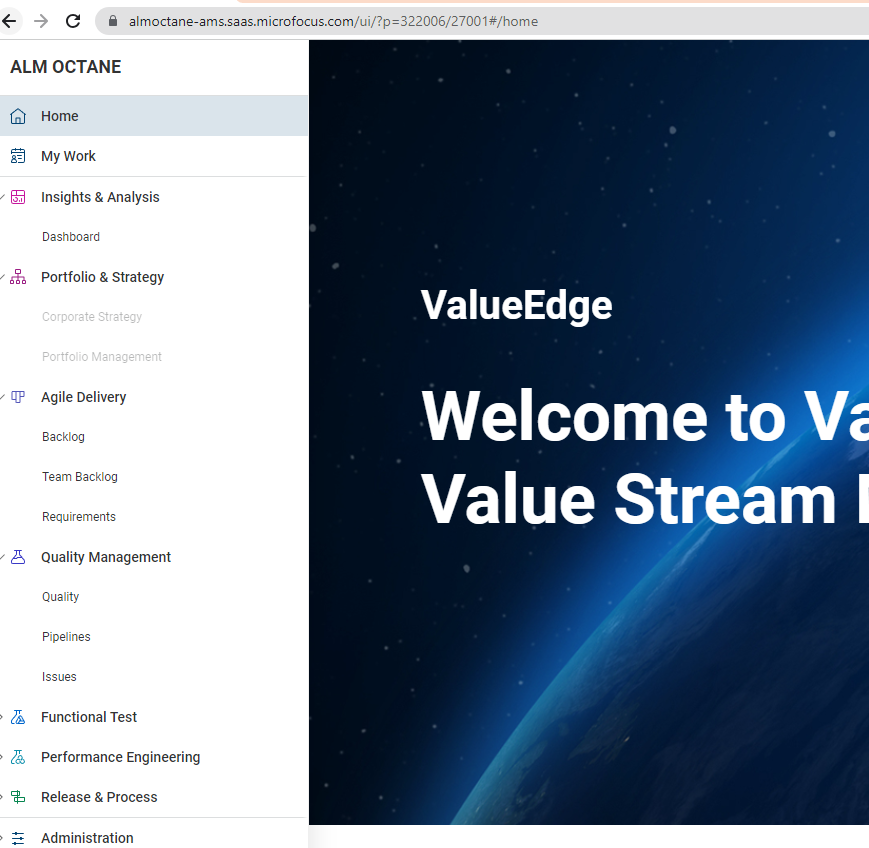 almoctane-ams.saas.microfocus.com/ui/?p=322006/27001#/home
ALM OCTANE
Home
My Work
Insights & Analysis
Dashboard
Portfolio & Strategy
Corporate Strategy
Portfolio Management
Agile Delivery
Backlog
Team Backlog
Requirements
Quality Management
Quality
Pipelines
Issues
Functional Test
Performance Engineering
Release & Process
Administration
ValueEdge
Welcome to Va
Value Stream